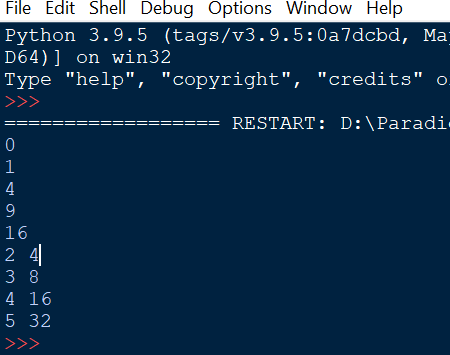 File Edit Shell Debug Options Window Help
Python 3.9.5 (tags/v3.9.5:0a7dcbd, Ma
D64)] on win32
Type "help", "copyright", "credits" o
>>>
================== RESTART: D:\Paradi
0
1
4
9
16
2 4
3 8
4 16
5 32
>>>